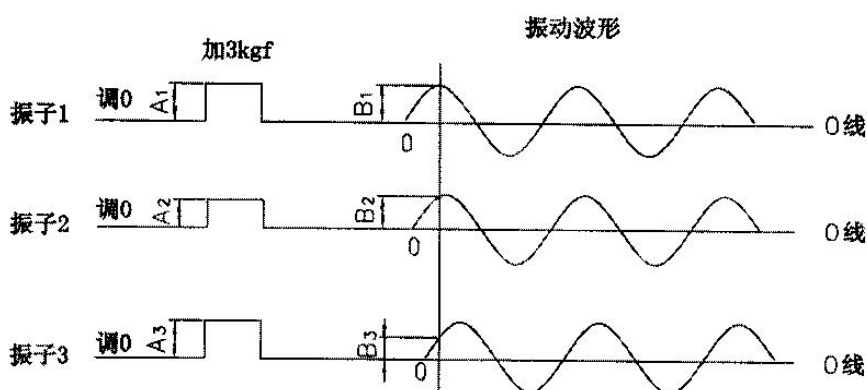 振动波形
加3kgf
振子1 调0 A1 B1 0 0线
振子2 调0 A2 B2 0 0线
振子3 调0 A3 B3 0 0线